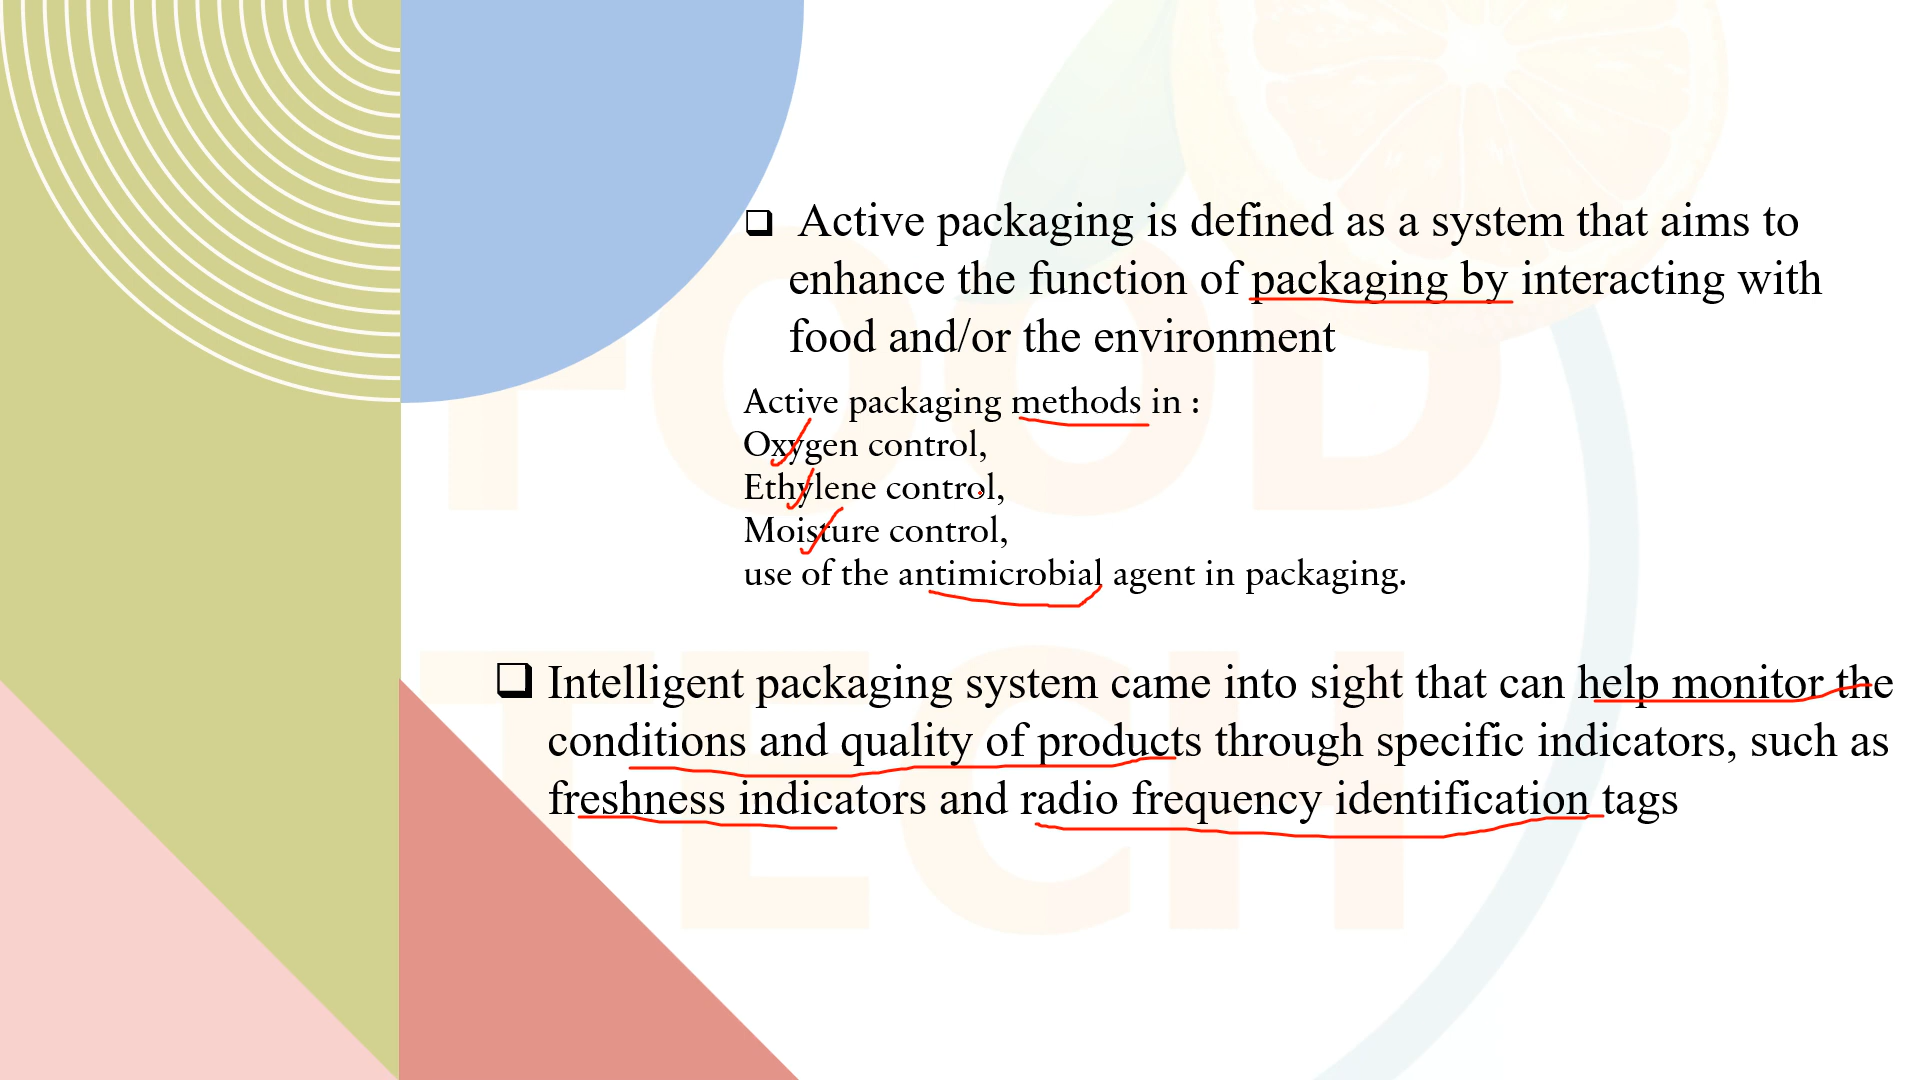 ❑ Active packaging is defined as a system that aims to
enhance the function of packaging by interacting with
food and/or the environment
Active packaging methods in :
Oxygen control,
Ethylene control,
Moisture control,
use of the antimicrobial agent in packaging.
❑ Intelligent packaging system came into sight that can help monitor the
conditions and quality of products through specific indicators, such as
freshness indicators and radio frequency identification tags
FOOD
TECH